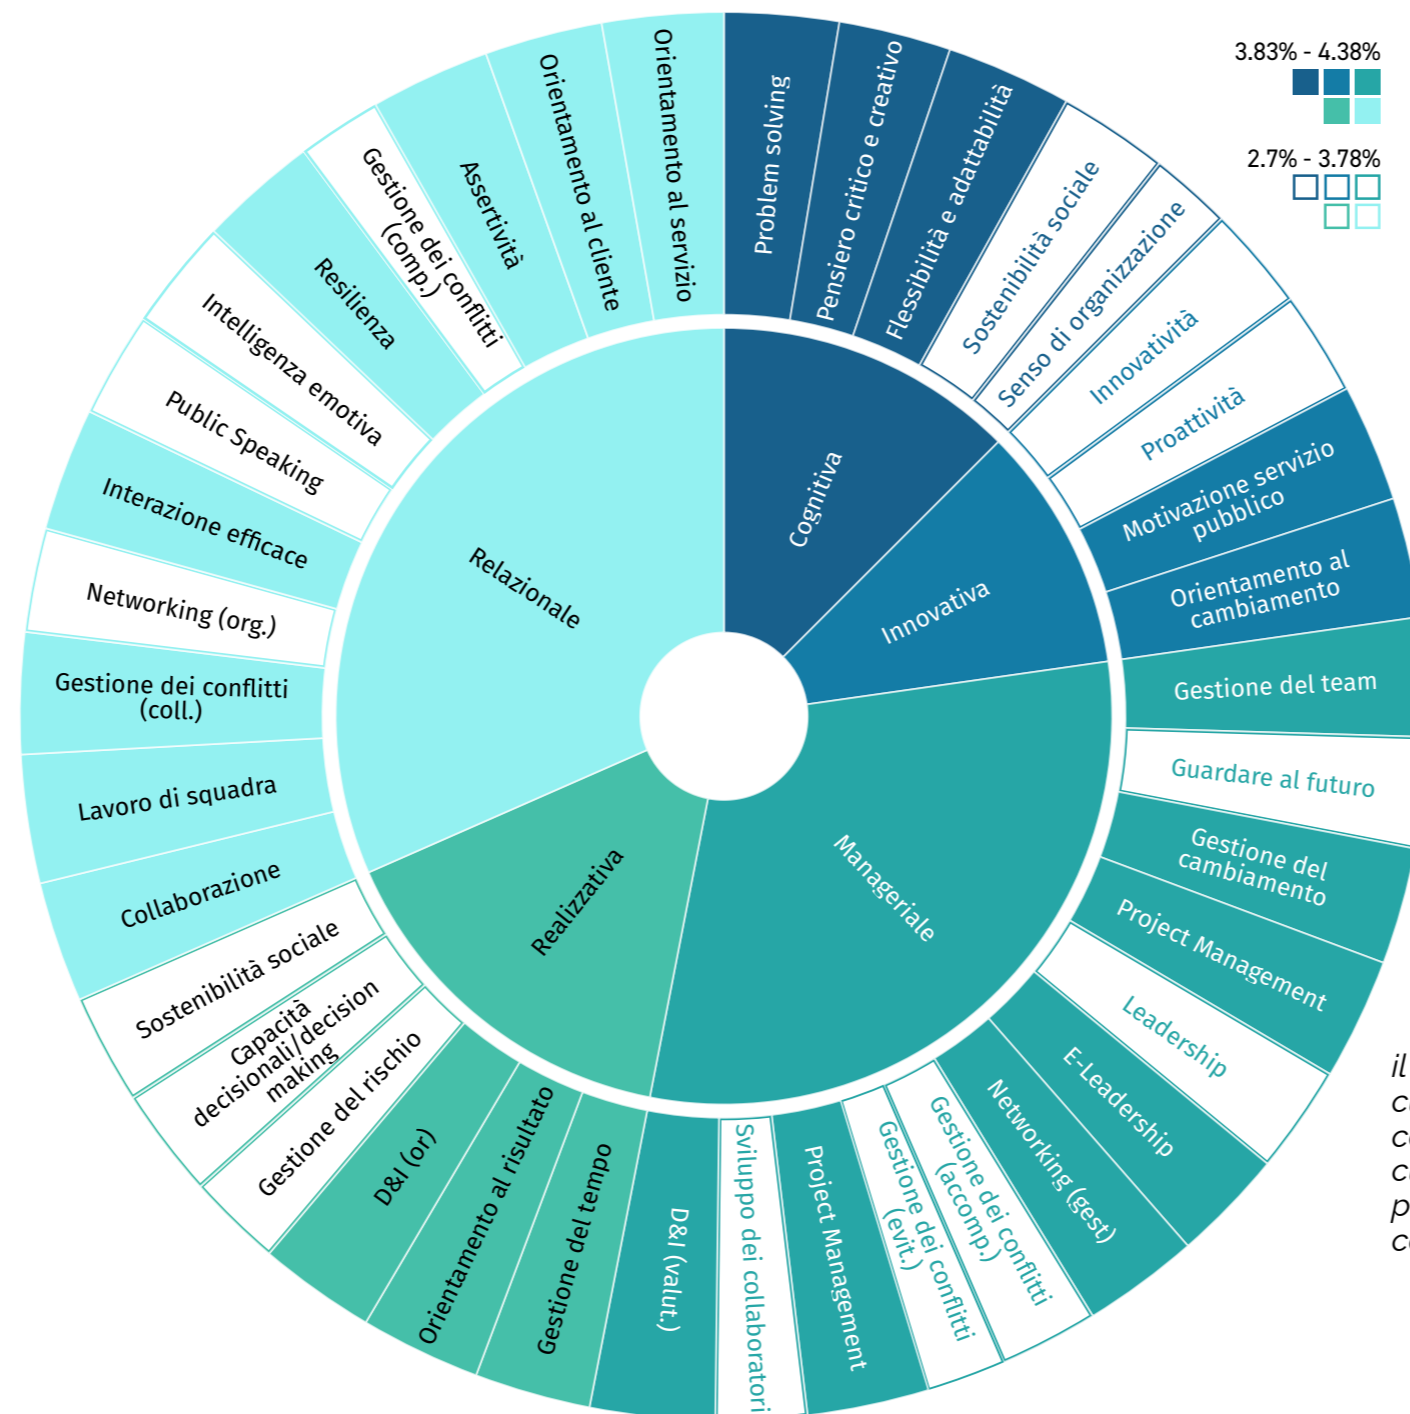 3.83% - 4.38%
2.7% - 3.78%
Cognitiva
Innovativa
Manageriale
Realizzativa
Relazionale
Problem solving
Pensiero critico e creativo
Flessibilità e adattabilità
Sostenibilità sociale
Senso di organizzazione
Innovatività
Proattività
Motivazione servizio
pubblico
Orientamento al
cambiamento
Gestione del team
Guardare al futuro
Gestione del
cambiamento
Project Management
Leadership
E-Leadership
Networking (gest)
Gestione dei conflitti
(accomp.)
Gestione dei conflitti
(evit.)
Project Management
Sviluppo dei collaboratori
D&I (valut.)
Gestione del tempo
Orientamento al risultato
D&I (or)
Gestione del rischio
Capacità
decisionali/decision
making
Sostenibilità sociale
Collaborazione
Lavoro di squadra
Gestione dei conflitti
(coll.)
Networking (org.)
Interazione efficace
Public Speaking
Intelligenza emotiva
Resilienza
Gestione dei conflitti
(comp.)
Assertività
Orientamento al cliente
Orientamento al servizio
il